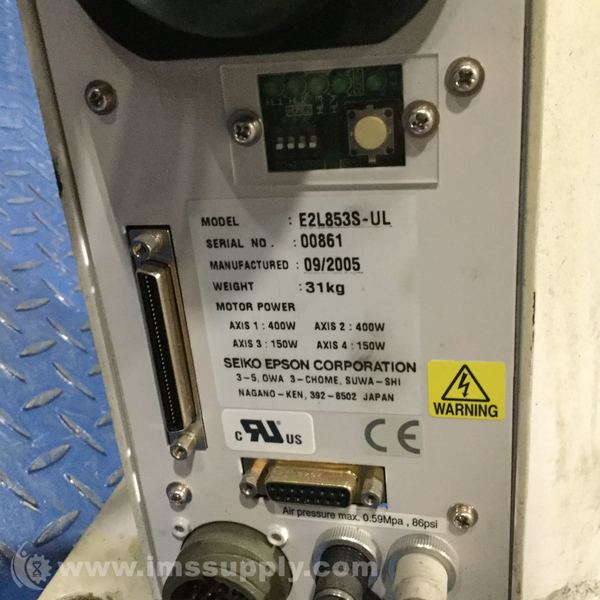 MODEL : E2L853S-UL
SERIAL NO. : 00861
MANUFACTURED : 09/2005
WEIGHT : 31kg
MOTOR POWER
AXIS 1 : 400W AXIS 2 : 400W
AXIS 3 : 150W AXIS 4 : 150W
SEIKO EPSON CORPORATION
3-5, OWA 3-CHOME, SUWA-SHI
NAGANO-KEN, 392-8502 JAPAN
WARNING
C RU US
CE
Air pressure max. 0.59Mpa , 86psi
www.imssupply.com